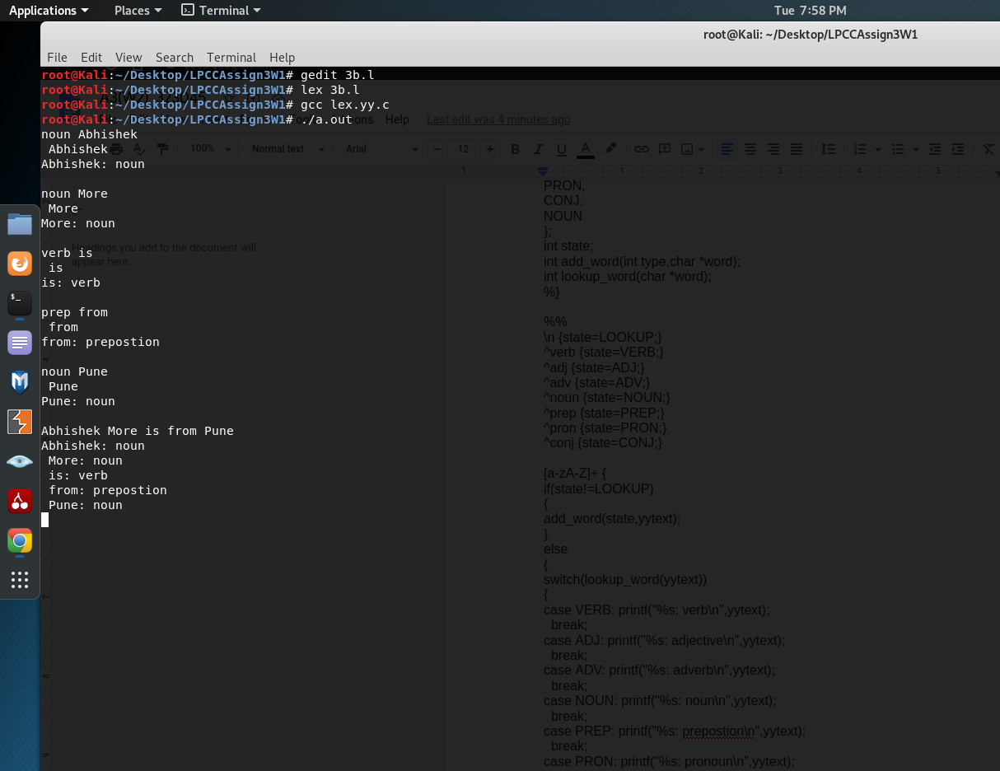 Applications Places Terminal Tue 7:58 PM
root@Kali: ~/Desktop/LPCCAssign3W1
File Edit View Search Terminal Help
root@Kali:~/Desktop/LPCCAssign3W1# gedit 3b.l
root@Kali:~/Desktop/LPCCAssign3W1# lex 3b.l
root@Kali:~/Desktop/LPCCAssign3W1# gcc lex.yy.c
root@Kali:~/Desktop/LPCCAssign3W1# ./a.out
noun Abhishek
 Abhishek
Abhishek: noun

noun More
 More
More: noun

verb is
 is
is: verb

prep from
 from
from: prepostion

noun Pune
 Pune
Pune: noun

Abhishek More is from Pune
Abhishek: noun
 More: noun
 is: verb
 from: prepostion
 Pune: noun
Help Last edit was 4 minutes ago
100% Normal text Arial 12 B I U A
1 1 2 3 4 5
Headings you add to the document will
appear here.
PRON,
CONJ,
NOUN
};
int state;
int add_word(int type,char *word);
int lookup_word(char *word);
%}

%%
\n {state=LOOKUP;}
^verb {state=VERB;}
^adj {state=ADJ;}
^adv {state=ADV;}
^noun {state=NOUN;}
^prep {state=PREP;}
^pron {state=PRON;}
^conj {state=CONJ;}

[a-zA-Z]+ {
if(state!=LOOKUP)
{
add_word(state,yytext);
}
else
{
switch(lookup_word(yytext))
{
case VERB: printf("%s: verb\n",yytext);
break;
case ADJ: printf("%s: adjective\n",yytext);
break;
case ADV: printf("%s: adverb\n",yytext);
break;
case NOUN: printf("%s: noun\n",yytext);
break;
case PREP: printf("%s: prepostion\n",yytext);
break;
case PRON: printf("%s: pronoun\n",yytext);